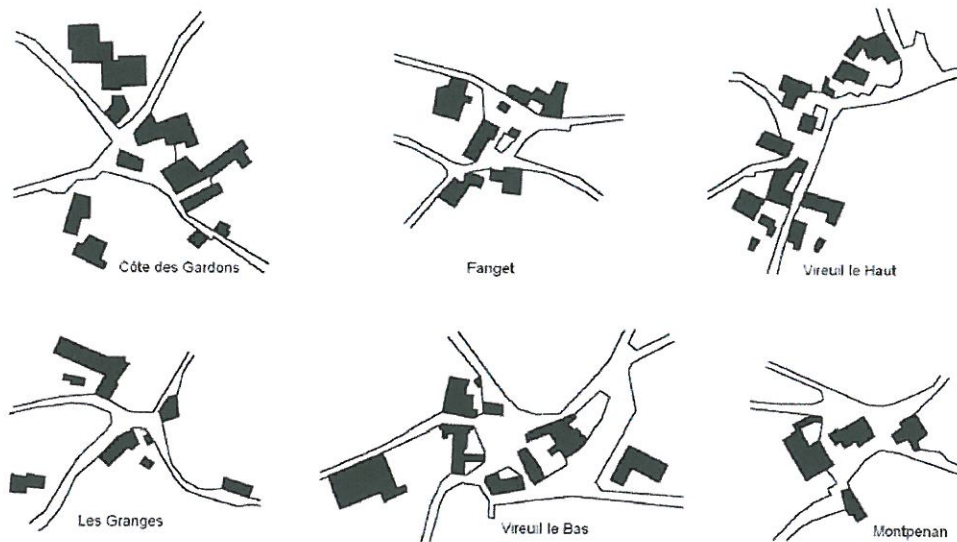 Côte des Gardons
Fanget
Vireuil le Haut
Les Granges
Vireuil le Bas
Montpenan